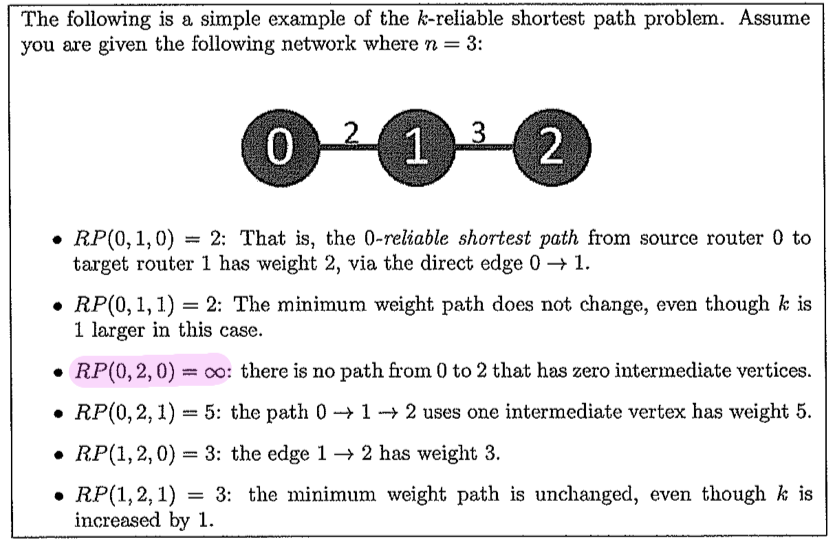 The following is a simple example of the k-reliable shortest path problem. Assume
you are given the following network where n = 3:
0 2 1 3 2
• RP(0, 1, 0) = 2: That is, the 0-reliable shortest path from source router 0 to
target router 1 has weight 2, via the direct edge 0 → 1.
• RP(0, 1, 1) = 2: The minimum weight path does not change, even though k is
1 larger in this case.
• RP(0, 2, 0) = ∞: there is no path from 0 to 2 that has zero intermediate vertices.
• RP(0, 2, 1) = 5: the path 0 → 1 → 2 uses one intermediate vertex has weight 5.
• RP(1, 2, 0) = 3: the edge 1 → 2 has weight 3.
• RP(1, 2, 1) = 3: the minimum weight path is unchanged, even though k is
increased by 1.